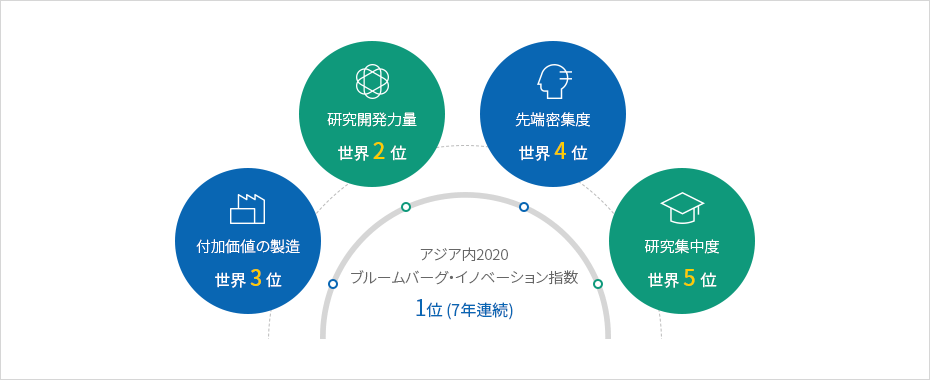 研究開発力量
世界 2 位
先端密集度
世界 4 位
付加価値の製造
世界 3 位
研究集中度
世界 5 位
アジア内2020
ブルームバーグ・イノベーション指数
1位 (7年連続)